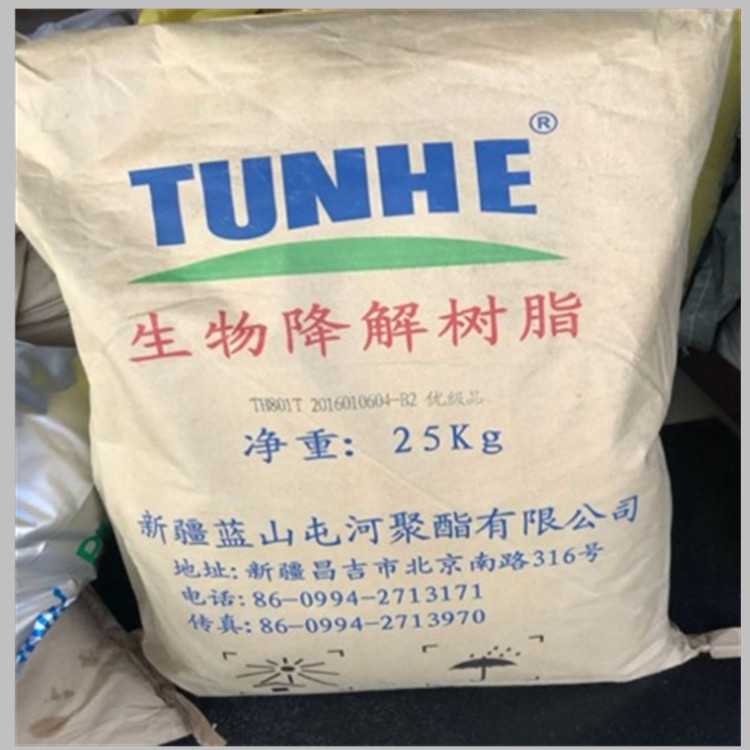 TUNHE®
生物降解树脂
TH801T 2016010604-B2 优级品
净重: 25Kg
新疆蓝山屯河聚酯有限公司
地址:新疆昌吉市北京南路316号
电话:86-0994-2713171
传真:86-0994-2713970